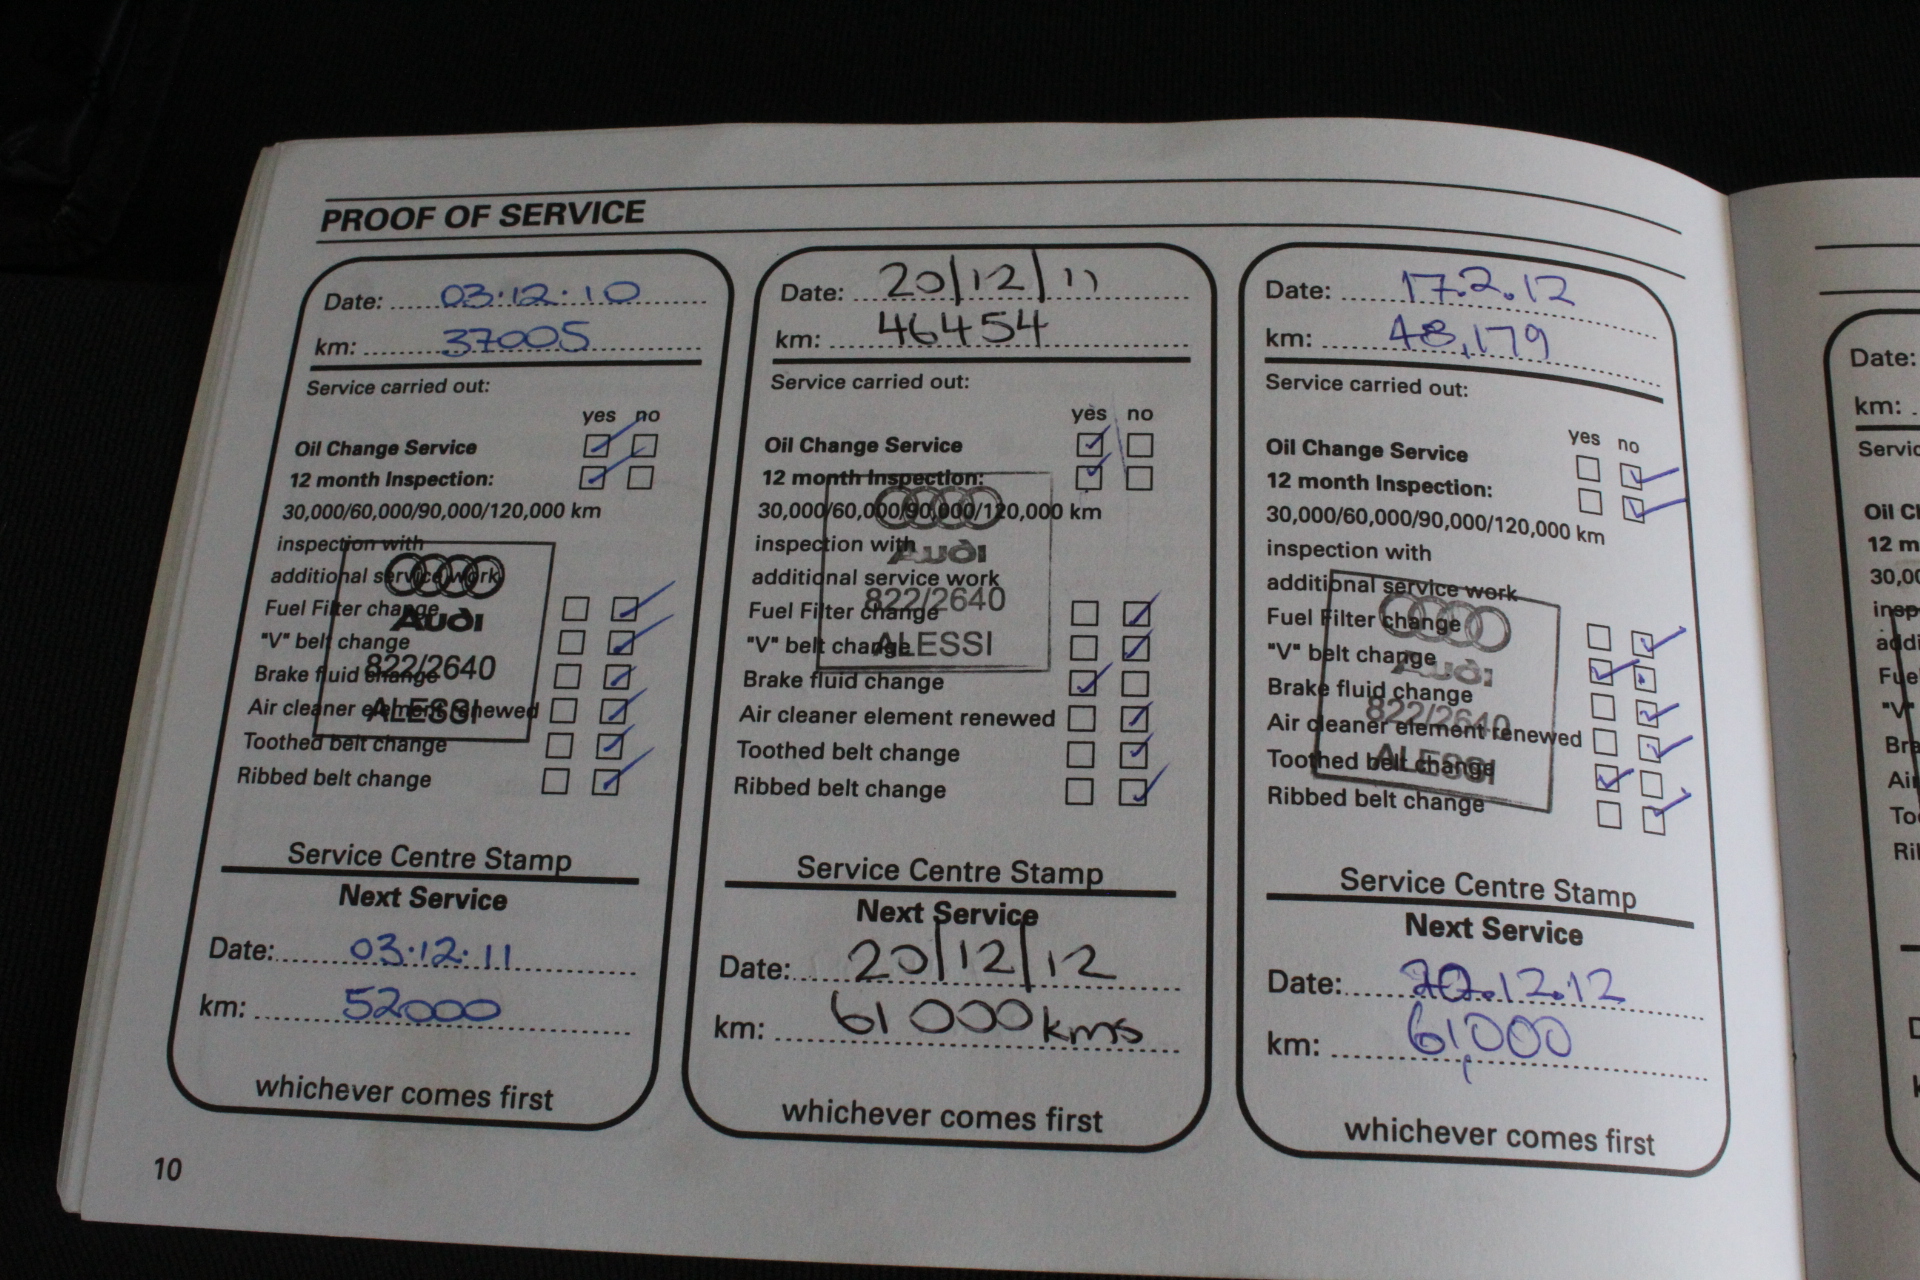 PROOF OF SERVICE
Date: 03.12.10
km: 37005
Service carried out:
yes no
Oil Change Service
12 month Inspection:
30,000/60,000/90,000/120,000 km
inspection with
additional service work
Fuel Filter change
"V" belt change
Brake fluid change
Air cleaner element renewed
Toothed belt change
Ribbed belt change
Audi
822/2640
ALESSI
Service Centre Stamp
Next Service
Date: 03.12.11
km: 52000
whichever comes first
Date: 20/12/11
km: 46454
Service carried out:
yes no
Oil Change Service
12 month Inspection:
30,000/60,000/90,000/120,000 km
inspection with
additional service work
Fuel Filter change
"V" belt change
Brake fluid change
Air cleaner element renewed
Toothed belt change
Ribbed belt change
Audi
822/2640
ALESSI
Service Centre Stamp
Next Service
Date: 20/12/12
km: 61000 kms
whichever comes first
Date: 17.2.12
km: 48,179
Service carried out:
yes no
Oil Change Service
12 month Inspection:
30,000/60,000/90,000/120,000 km
inspection with
additional service work
Fuel Filter change
"V" belt change
Brake fluid change
Air cleaner element renewed
Toothed belt change
Ribbed belt change
Audi
822/2640
ALESSI
Service Centre Stamp
Next Service
Date: 20.12.12
km: 61,000
whichever comes first
10
Date:
km: